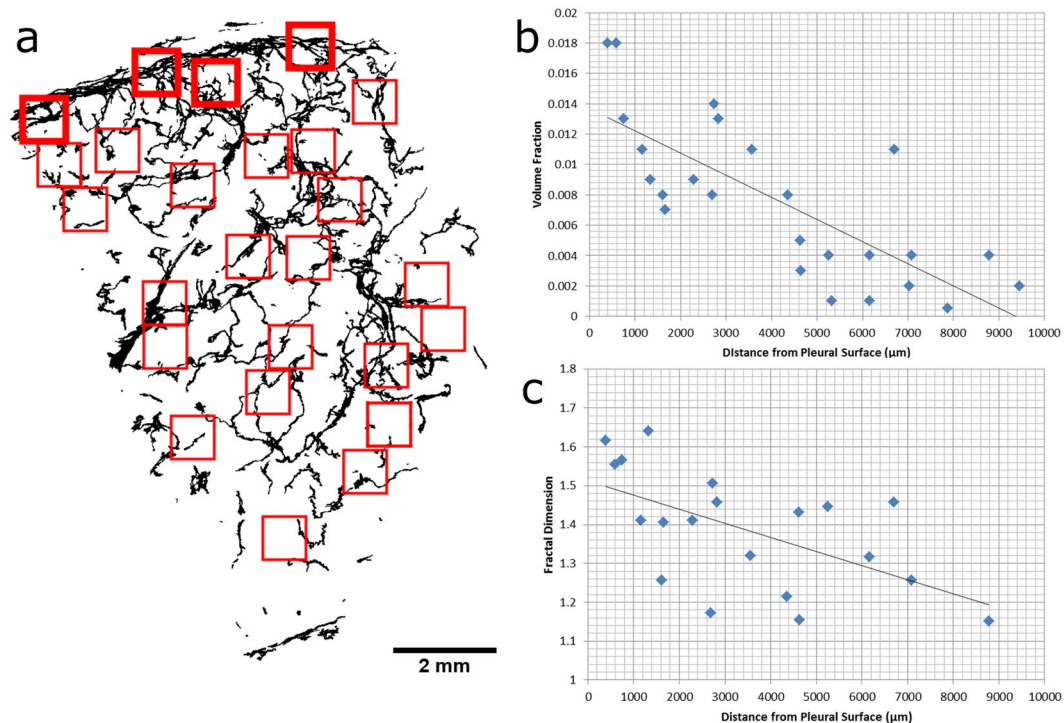 a
2 mm
b
0.02
0.018
0.016
0.014
0.012
0.01
0.008
0.006
0.004
0.002
0
Volume Fraction
0 1000 2000 3000 4000 5000 6000 7000 8000 9000 10000
DIstance from Pleural Surface (µm)
c
1.8
1.7
1.6
1.5
1.4
1.3
1.2
1.1
1
Fractal Dimension
0 1000 2000 3000 4000 5000 6000 7000 8000 9000 10000
Distance from Pleural Surface (µm)